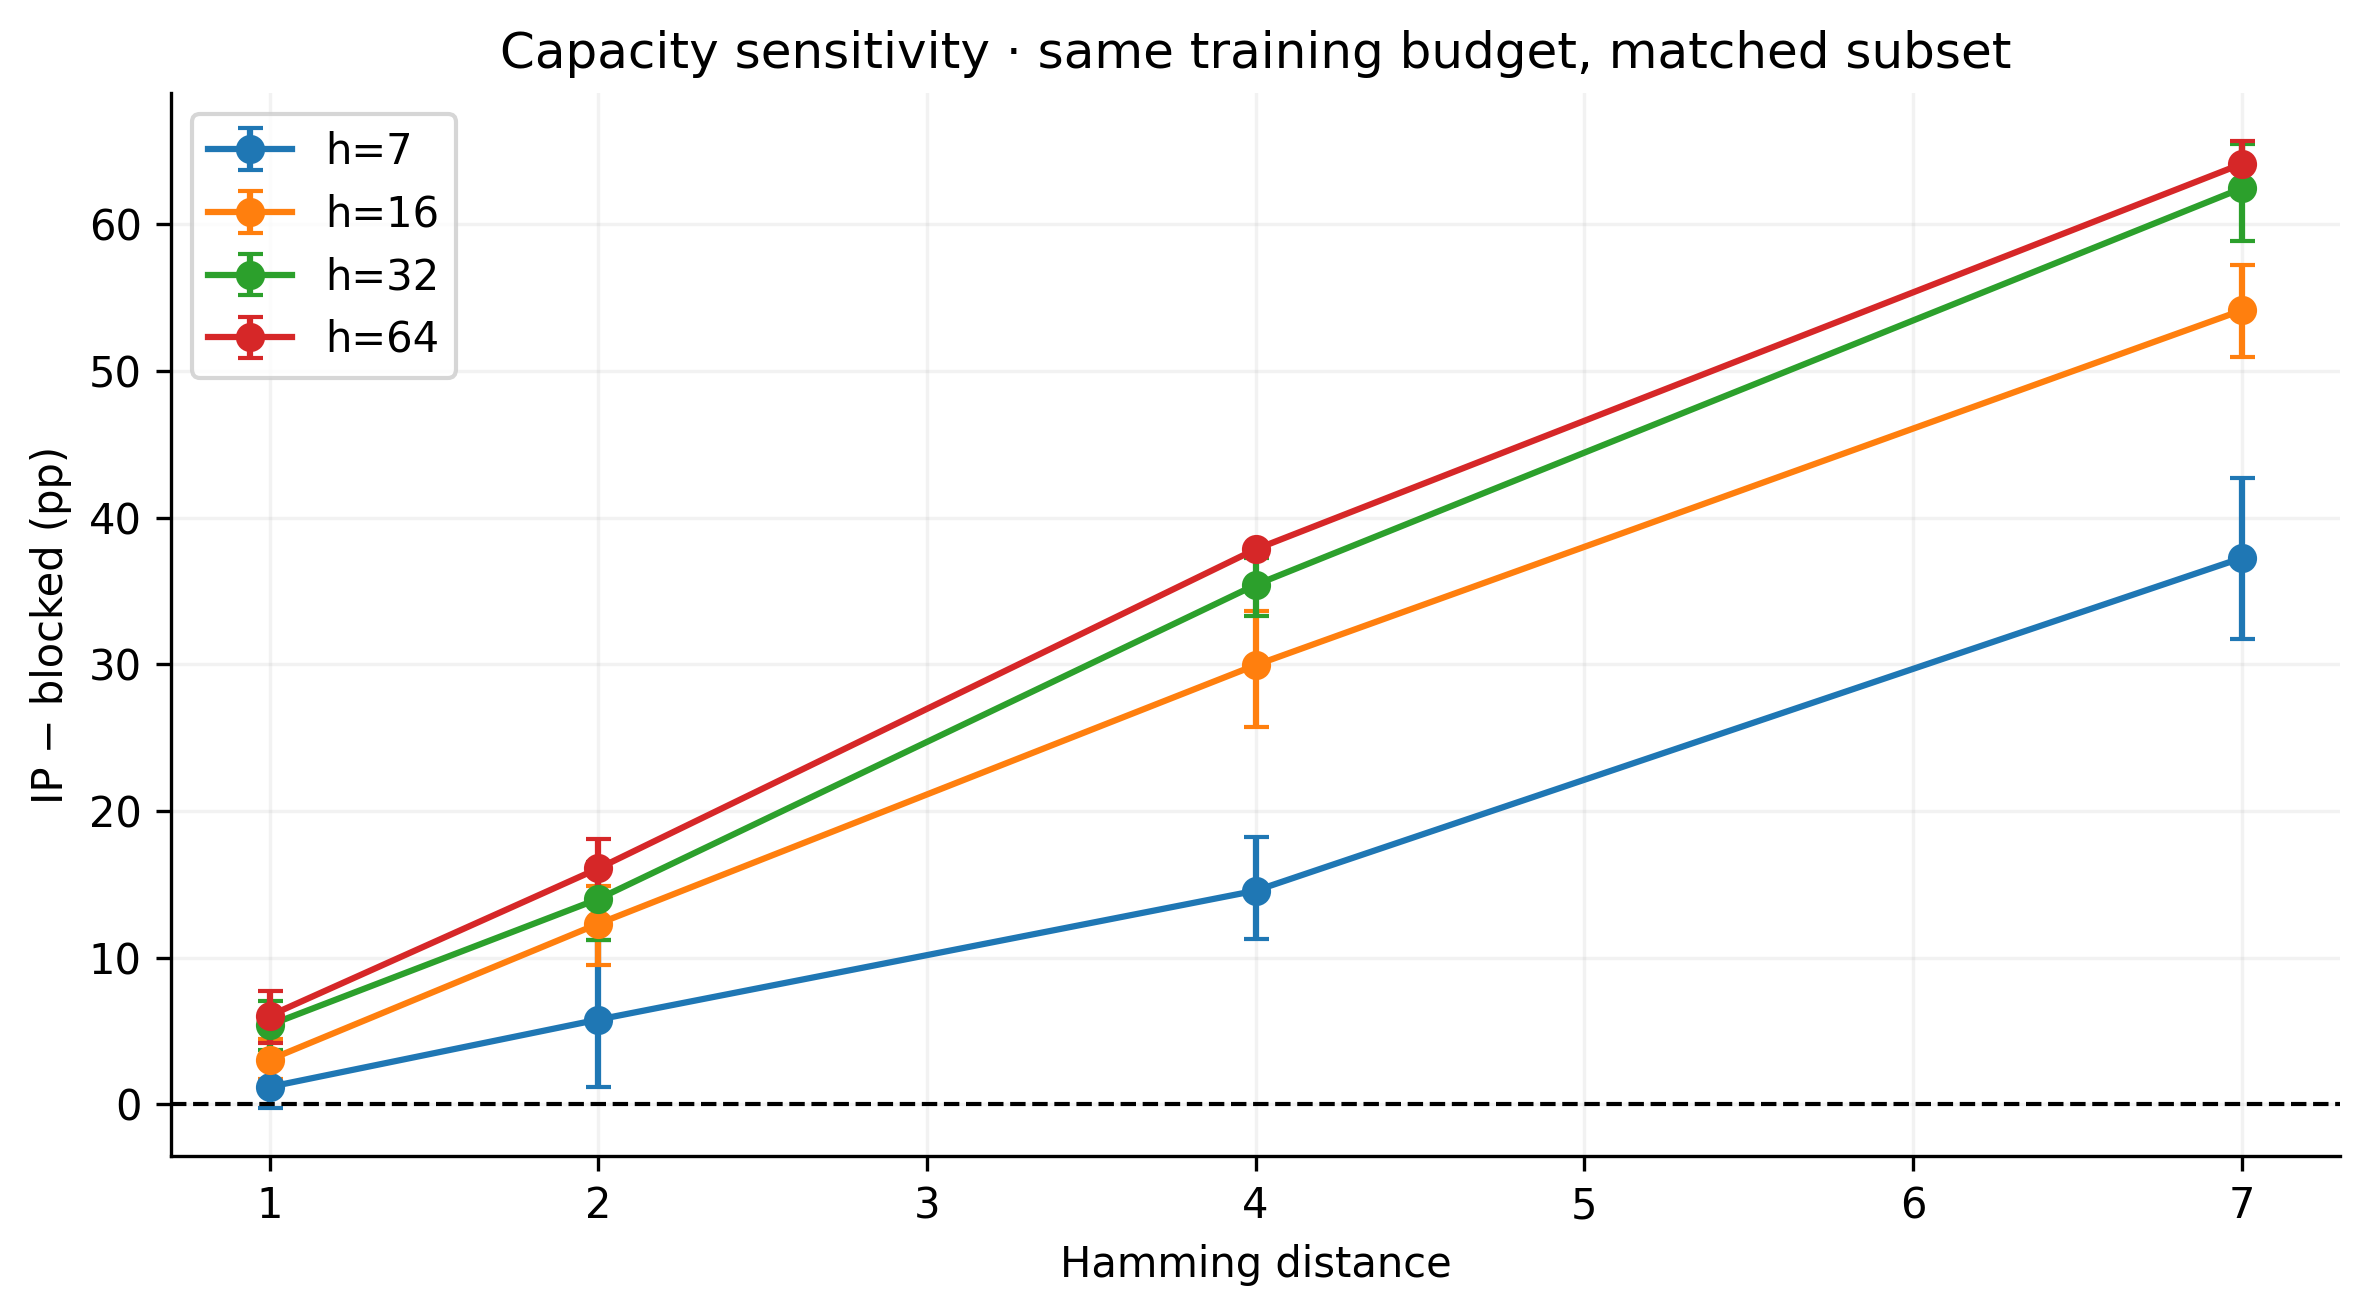 Capacity sensitivity · same training budget, matched subset
h=7
h=16
h=32
h=64
IP − blocked (pp)
60
50
40
30
20
10
0
1 2 3 4 5 6 7
Hamming distance